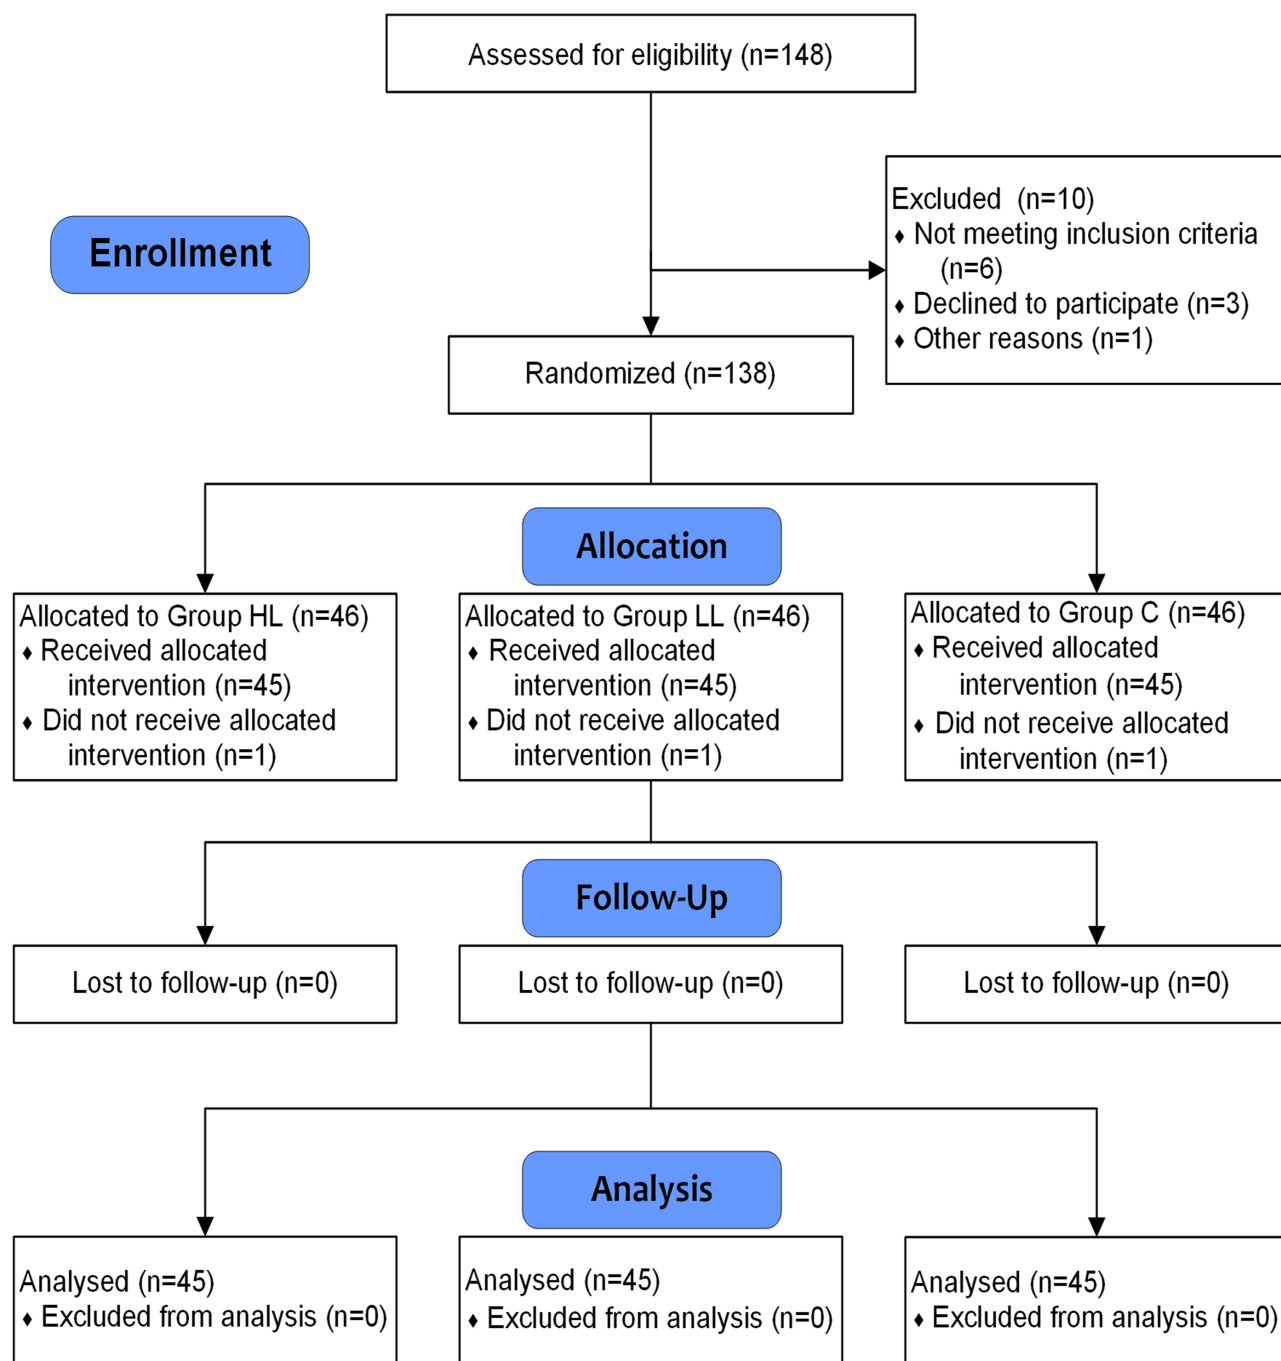 Assessed for eligibility (n=148)
Excluded (n=10)
♦ Not meeting inclusion criteria
(n=6)
♦ Declined to participate (n=3)
♦ Other reasons (n=1)
Enrollment
Randomized (n=138)
Allocation
Allocated to Group HL (n=46)
♦ Received allocated
intervention (n=45)
♦ Did not receive allocated
intervention (n=1)
Allocated to Group LL (n=46)
♦ Received allocated
intervention (n=45)
♦ Did not receive allocated
intervention (n=1)
Allocated to Group C (n=46)
♦ Received allocated
intervention (n=45)
♦ Did not receive allocated
intervention (n=1)
Follow-Up
Lost to follow-up (n=0)
Lost to follow-up (n=0)
Lost to follow-up (n=0)
Analysis
Analysed (n=45)
♦ Excluded from analysis (n=0)
Analysed (n=45)
♦ Excluded from analysis (n=0)
Analysed (n=45)
♦ Excluded from analysis (n=0)